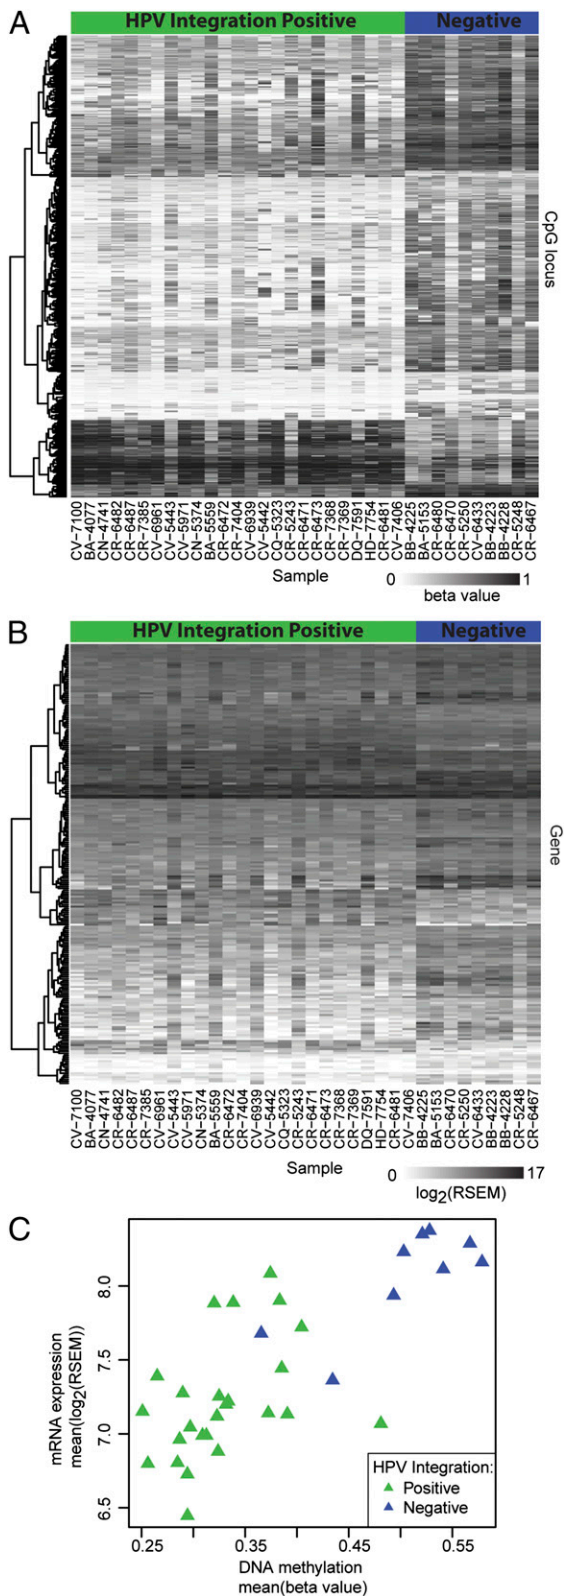 A
HPV Integration Positive
Negative
CpG locus
CV-7100
BA-4077
CN-4741
CR-6482
CR-6487
CR-7385
CV-6961
CV-5443
CV-5971
CN-5374
BA-5559
CR-6472
CR-7404
CV-6939
CV-5442
CQ-5323
CR-5243
CR-6471
CR-6473
CR-7368
CR-7369
DQ-7591
HD-7754
CR-6481
CV-7406
BB-4225
BA-5153
CR-6480
CR-6470
CR-5250
CV-6433
BB-4223
BB-4228
CR-5248
CR-6467
Sample
0 1
beta value
B
HPV Integration Positive
Negative
Gene
CV-7100
BA-4077
CN-4741
CR-6482
CR-6487
CR-7385
CV-6961
CV-5443
CV-5971
CN-5374
BA-5559
CR-6472
CR-7404
CV-6939
CV-5442
CQ-5323
CR-5243
CR-6471
CR-6473
CR-7368
CR-7369
DQ-7591
HD-7754
CR-6481
CV-7406
BB-4225
BA-5153
CR-6470
CR-5250
CV-6433
BB-4223
BB-4228
CR-5248
CR-6467
Sample
0 17
log2(RSEM)
C
mRNA expression
mean(log2(RSEM))
8.0
7.5
7.0
6.5
HPV Integration:
Positive
Negative
0.25 0.35 0.45 0.55
DNA methylation
mean(beta value)